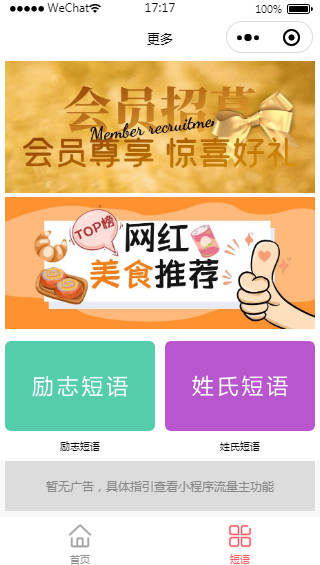 WeChat 17:17 100%
更多
会员招募
Member recruitment
会员尊享 惊喜好礼
TOP榜
网红
美食推荐
励志短语 姓氏短语
励志短语 姓氏短语
暂无广告，具体指引查看小程序流量主功能
首页 短语